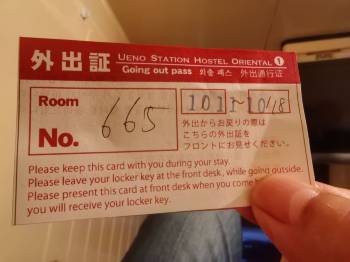 外出証 UENO STATION HOSTEL ORIENTAL 1
Going out pass 외출 패스 外出通行证
Room
No. 665
10/18
外出からお戻りの際は
こちらの外出証を
フロントにお見せください。
Please keep this card with you during your stay.
Please leave your locker key at the front desk, while going outside.
Please present this card at front desk when you come
you will receive your locker key.